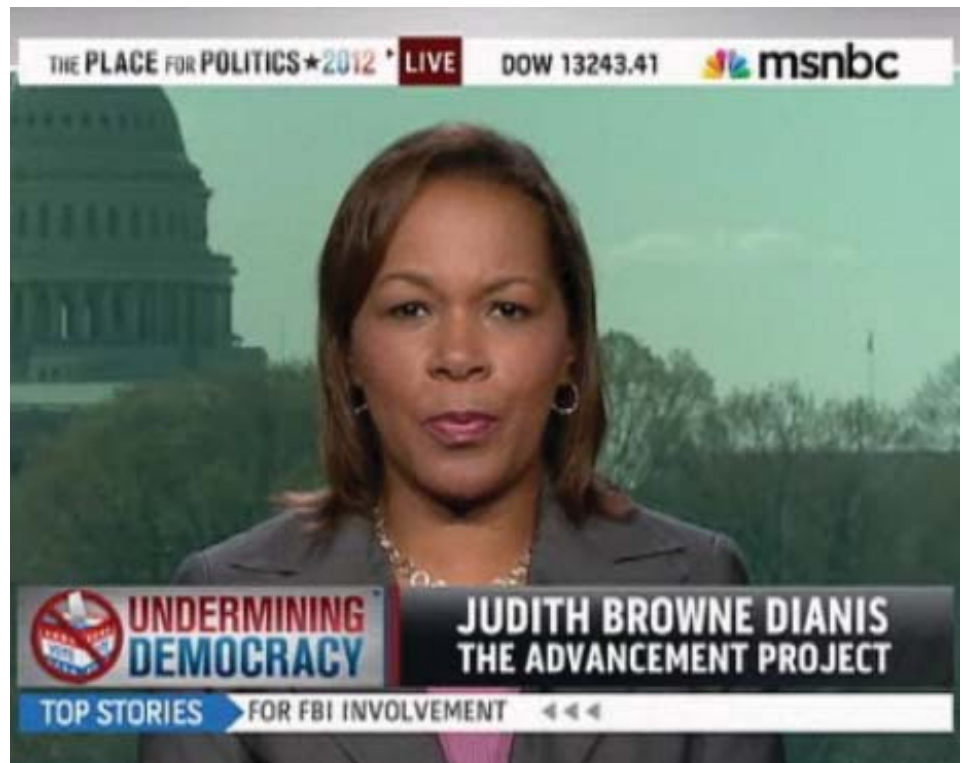 THE PLACE FOR POLITICS★2012 LIVE DOW 13243.41 msnbc
UNDERMINING
DEMOCRACY
VOTE
JUDITH BROWNE DIANIS
THE ADVANCEMENT PROJECT
TOP STORIES FOR FBI INVOLVEMENT